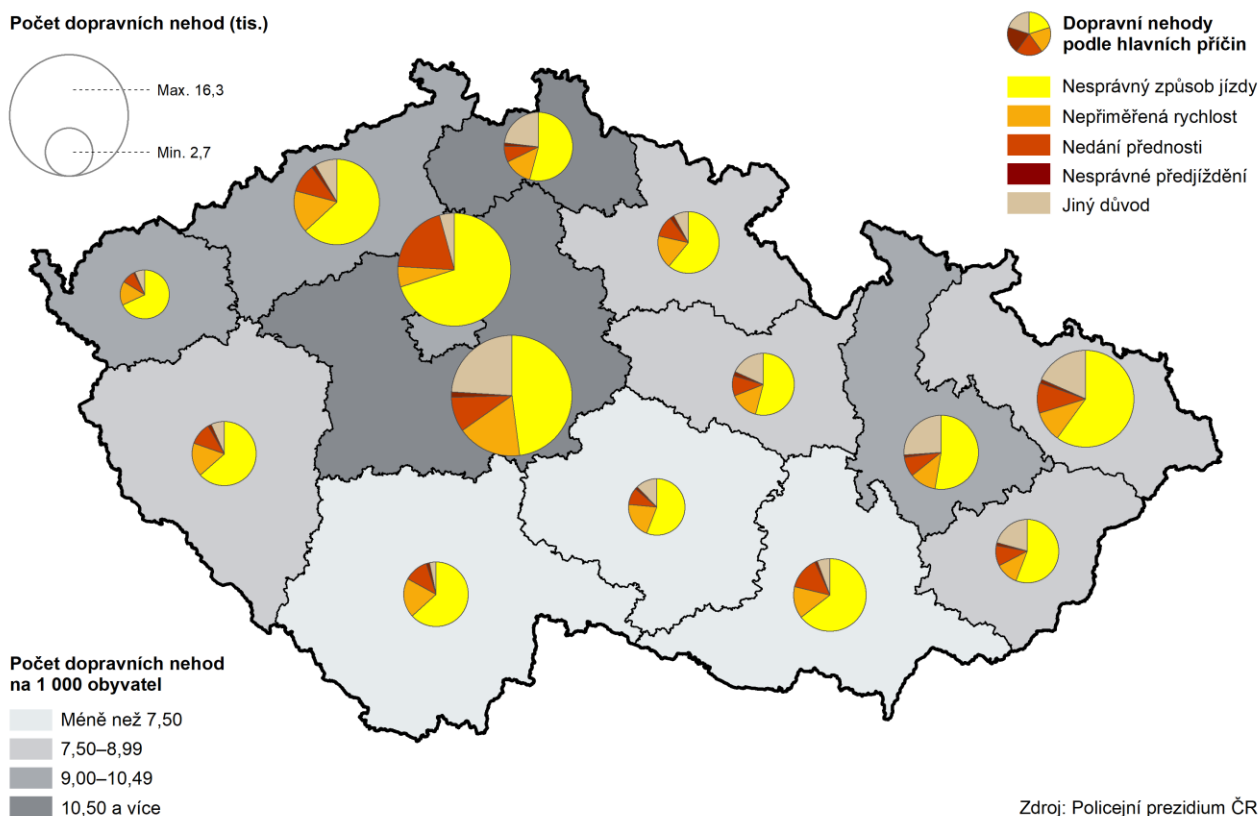 Počet dopravních nehod (tis.)
Max. 16,3
Min. 2,7
Dopravní nehody
podle hlavních příčin
Nesprávný způsob jízdy
Nepřiměřená rychlost
Nedání přednosti
Nesprávné předjíždění
Jiný důvod
Počet dopravních nehod
na 1 000 obyvatel
Méně než 7,50
7,50–8,99
9,00–10,49
10,50 a více
Zdroj: Policejní prezidium ČR